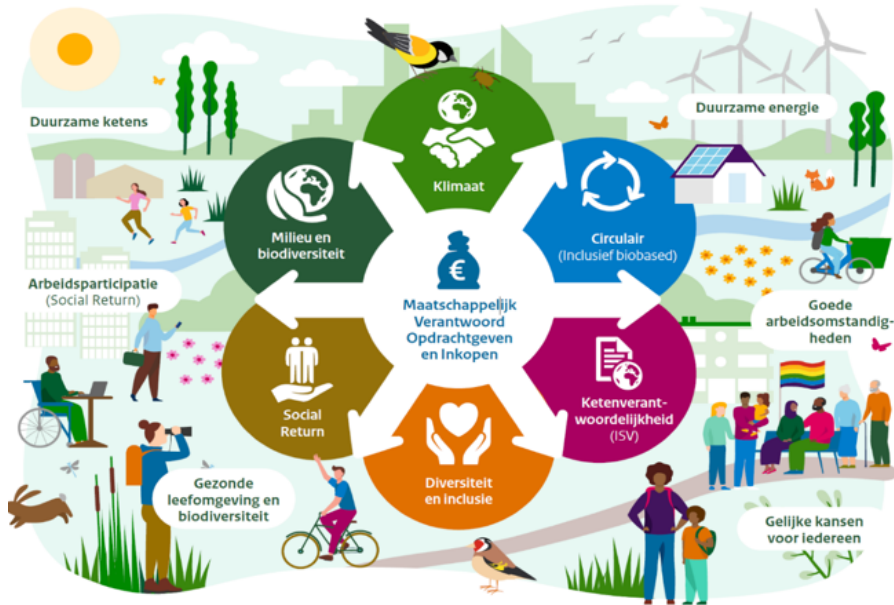 Duurzame ketens
Duurzame energie
Klimaat
Milieu en
biodiversiteit
Circulair
(Inclusief biobased)
Arbeidsparticipatie
(Social Return)
€
Maatschappelijk
Verantwoord
Opdrachtgeven
en Inkopen
Goede
arbeidsomstandig-
heden
Social
Return
Ketenverant-
woordelijkheid
(ISV)
Diversiteit
en inclusie
Gezonde
leefomgeving en
biodiversiteit
Gelijke kansen
voor iedereen